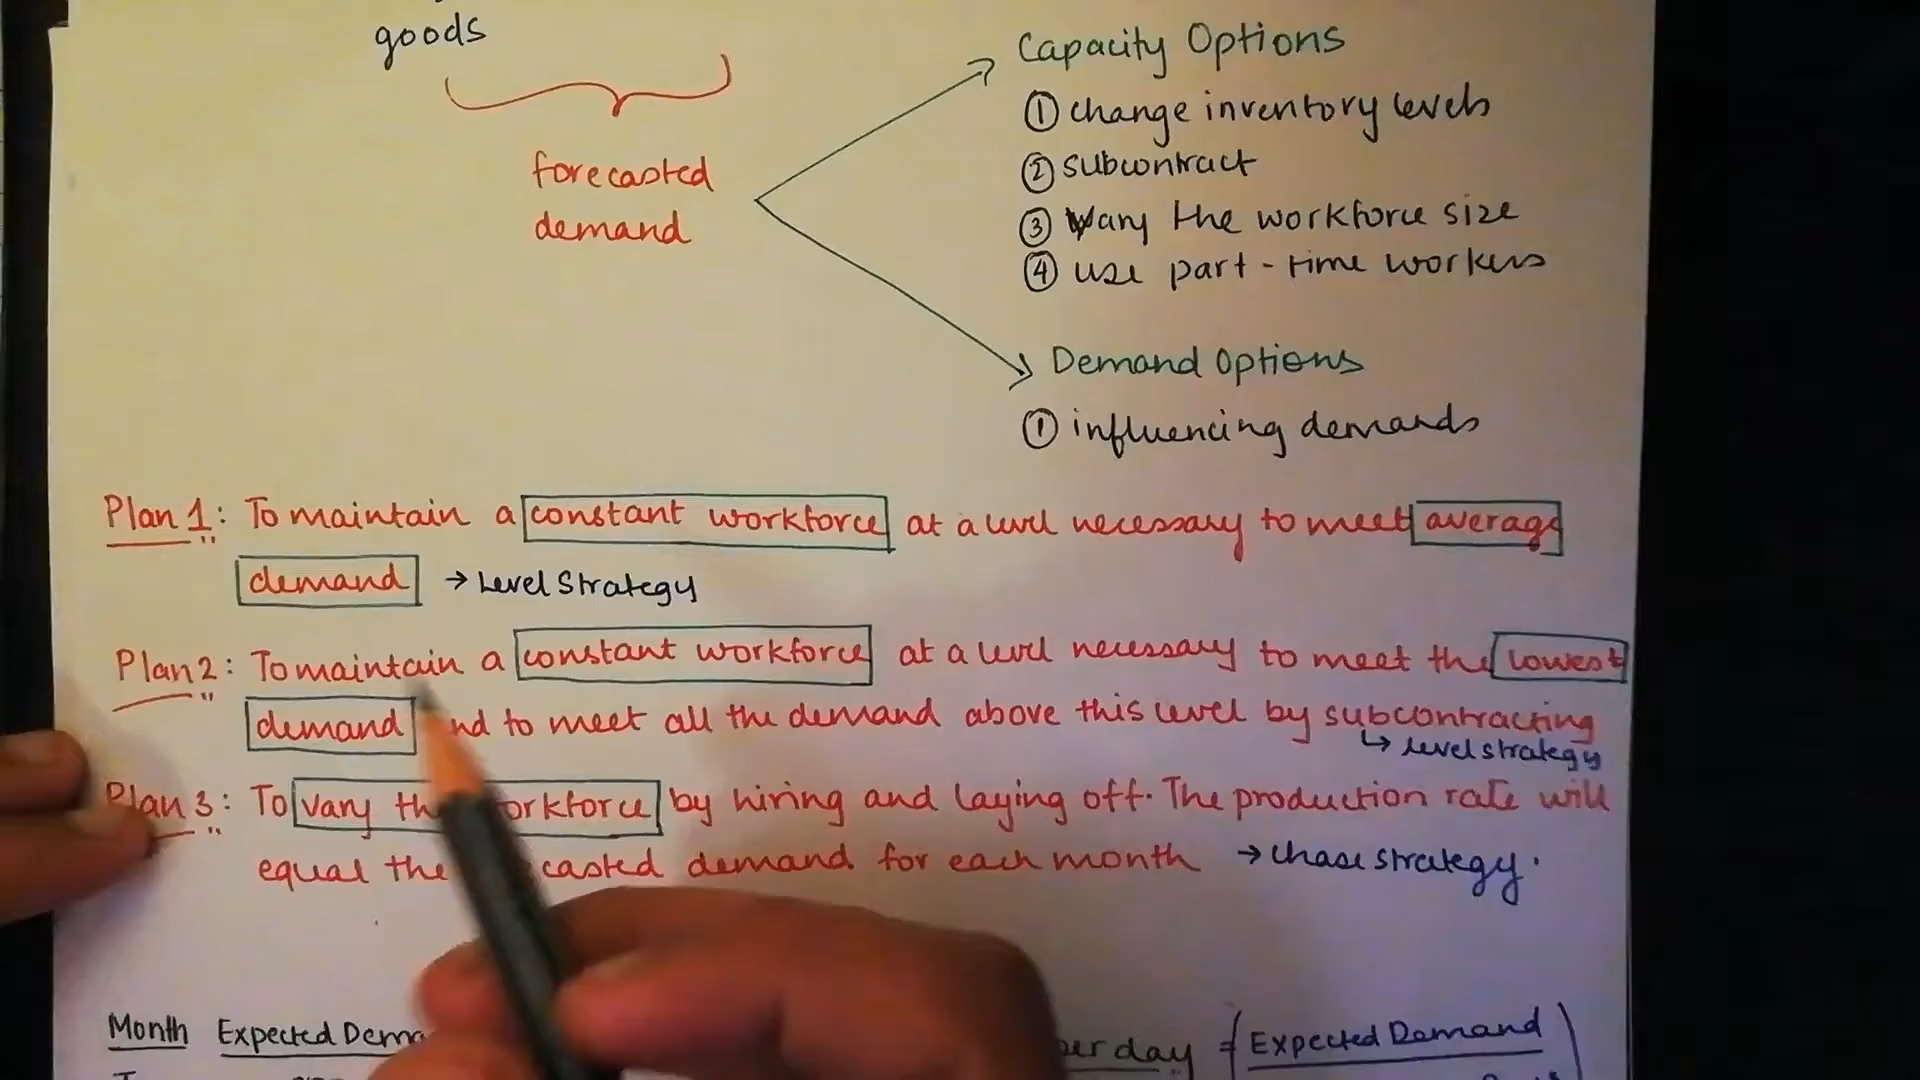 goods
forecasted
demand
Capacity Options
① change inventory levels
② subcontract
③ Vary the workforce size
④ use part-time workers
Demand Options
① influencing demands
Plan 1: To maintain a constant workforce at a level necessary to meet average
demand → Level Strategy
Plan 2: To maintain a constant workforce at a level necessary to meet the lowest
demand and to meet all the demand above this level by subcontracting
↳ level strategy
Plan 3: To vary the workforce by hiring and laying off. The production rate will
equal the demand for each month → chase strategy.
Month Expected per day = (Expected Demand)